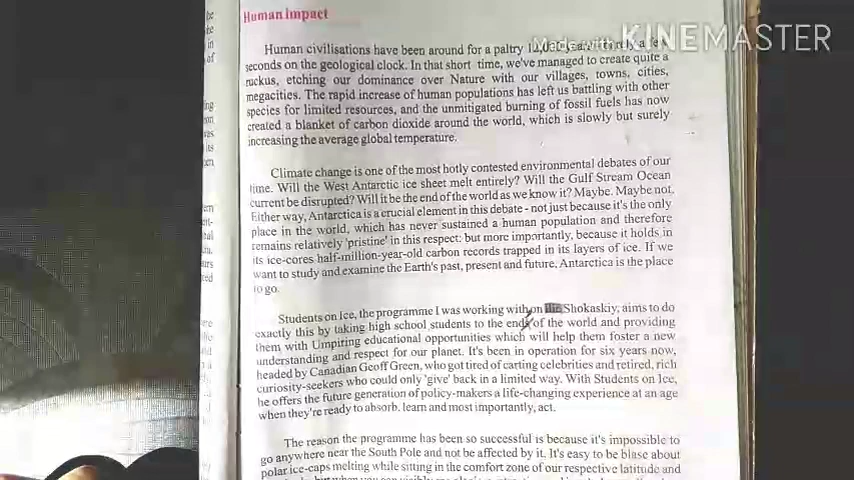 Human impact
Made with KINEMASTER
Human civilisations have been around for a paltry
seconds on the geological clock. In that short time, we've managed to create quite a
ruckus, etching our dominance over Nature with our villages, towns, cities,
megacities. The rapid increase of human populations has left us battling with other
species for limited resources, and the unmitigated burning of fossil fuels has now
created a blanket of carbon dioxide around the world, which is slowly but surely
increasing the average global temperature.
Climate change is one of the most hotly contested environmental debates of our
time. Will the West Antarctic ice sheet melt entirely? Will the Gulf Stream Ocean
current be disrupted? Will it be the end of the world as we know it? Maybe. Maybe not.
Either way, Antarctica is a crucial element in this debate - not just because it's the only
place in the world, which has never sustained a human population and therefore
remains relatively 'pristine' in this respect: but more importantly, because it holds in
its ice-cores half-million-year-old carbon records trapped in its layers of ice. If we
want to study and examine the Earth's past, present and future, Antarctica is the place
to go.
Students on Ice, the programme I was working with on the Shokaskiy, aims to do
exactly this by taking high school students to the ends of the world and providing
them with Umpiring educational opportunities which will help them foster a new
understanding and respect for our planet. It's been in operation for six years now,
headed by Canadian Geoff Green, who got tired of carting celebrities and retired, rich
curiosity-seekers who could only 'give' back in a limited way. With Students on Ice,
he offers the future generation of policy-makers a life-changing experience at an age
when they're ready to absorb, learn and most importantly, act.
The reason the programme has been so successful is because it's impossible to
go anywhere near the South Pole and not be affected by it. It's easy to be blase about
polar ice-caps melting while sitting in the comfort zone of our respective latitude and